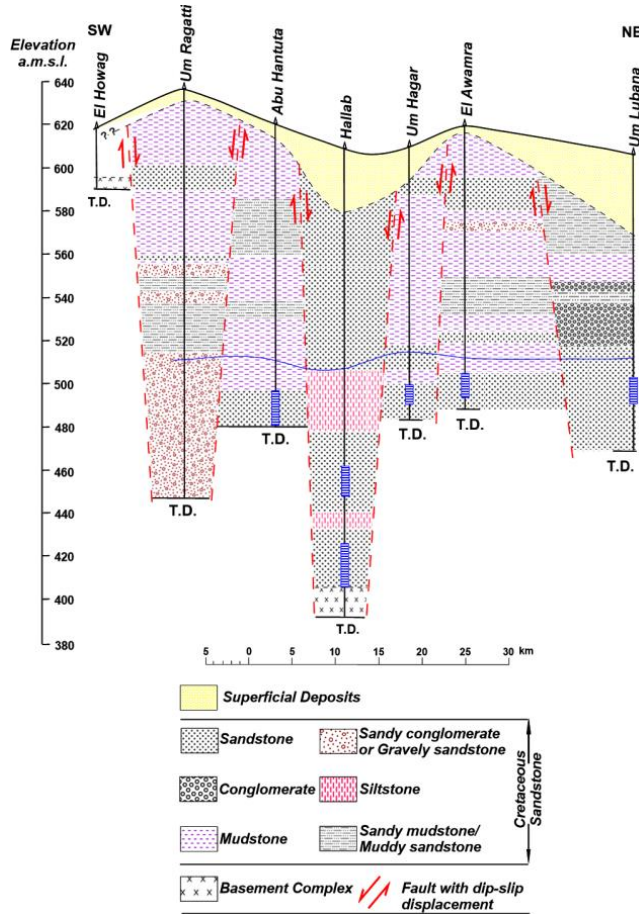 SW
NE
Elevation
a.m.s.l.
El Howag
Um Ragatti
Abu Hantuta
Hallab
Um Hagar
El Awamra
Um Lubana
640
620
600
580
560
540
520
500
480
460
440
420
400
380
? ?
T.D.
T.D.
T.D.
T.D.
T.D.
T.D.
T.D.
5 0 5 10 15 20 25 30 km
Superficial Deposits
Sandstone
Sandy conglomerate
or Gravely sandstone
Conglomerate
Siltstone
Mudstone
Sandy mudstone/
Muddy sandstone
Cretaceous
Sandstone
Basement Complex
Fault with dip-slip
displacement